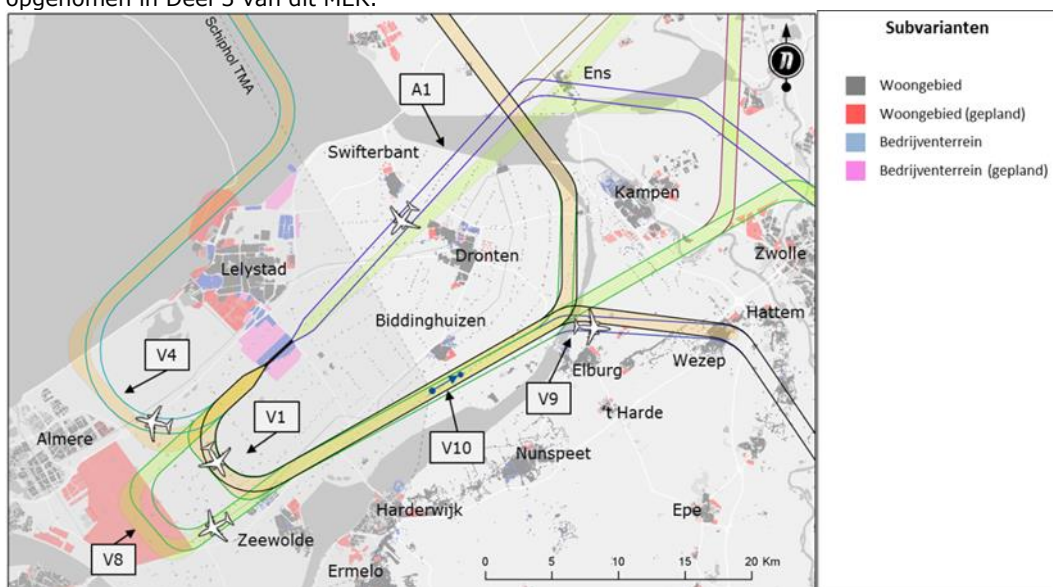 opgenomen in Deel 3 van dit MER.
Subvarianten
Woongebied
Woongebied (gepland)
Bedrijventerrein
Bedrijventerrein (gepland)
Schiphol TMA
n
A1
Ens
Swifterbant
Kampen
Dronten
Zwolle
Lelystad
Biddinghuizen
Hattem
V4
V9
Elburg
Wezep
V1
't Harde
Almere
V10
Nunspeet
Harderwijk
Epe
V8
Zeewolde
Ermelo
0 5 10 15 20 Km